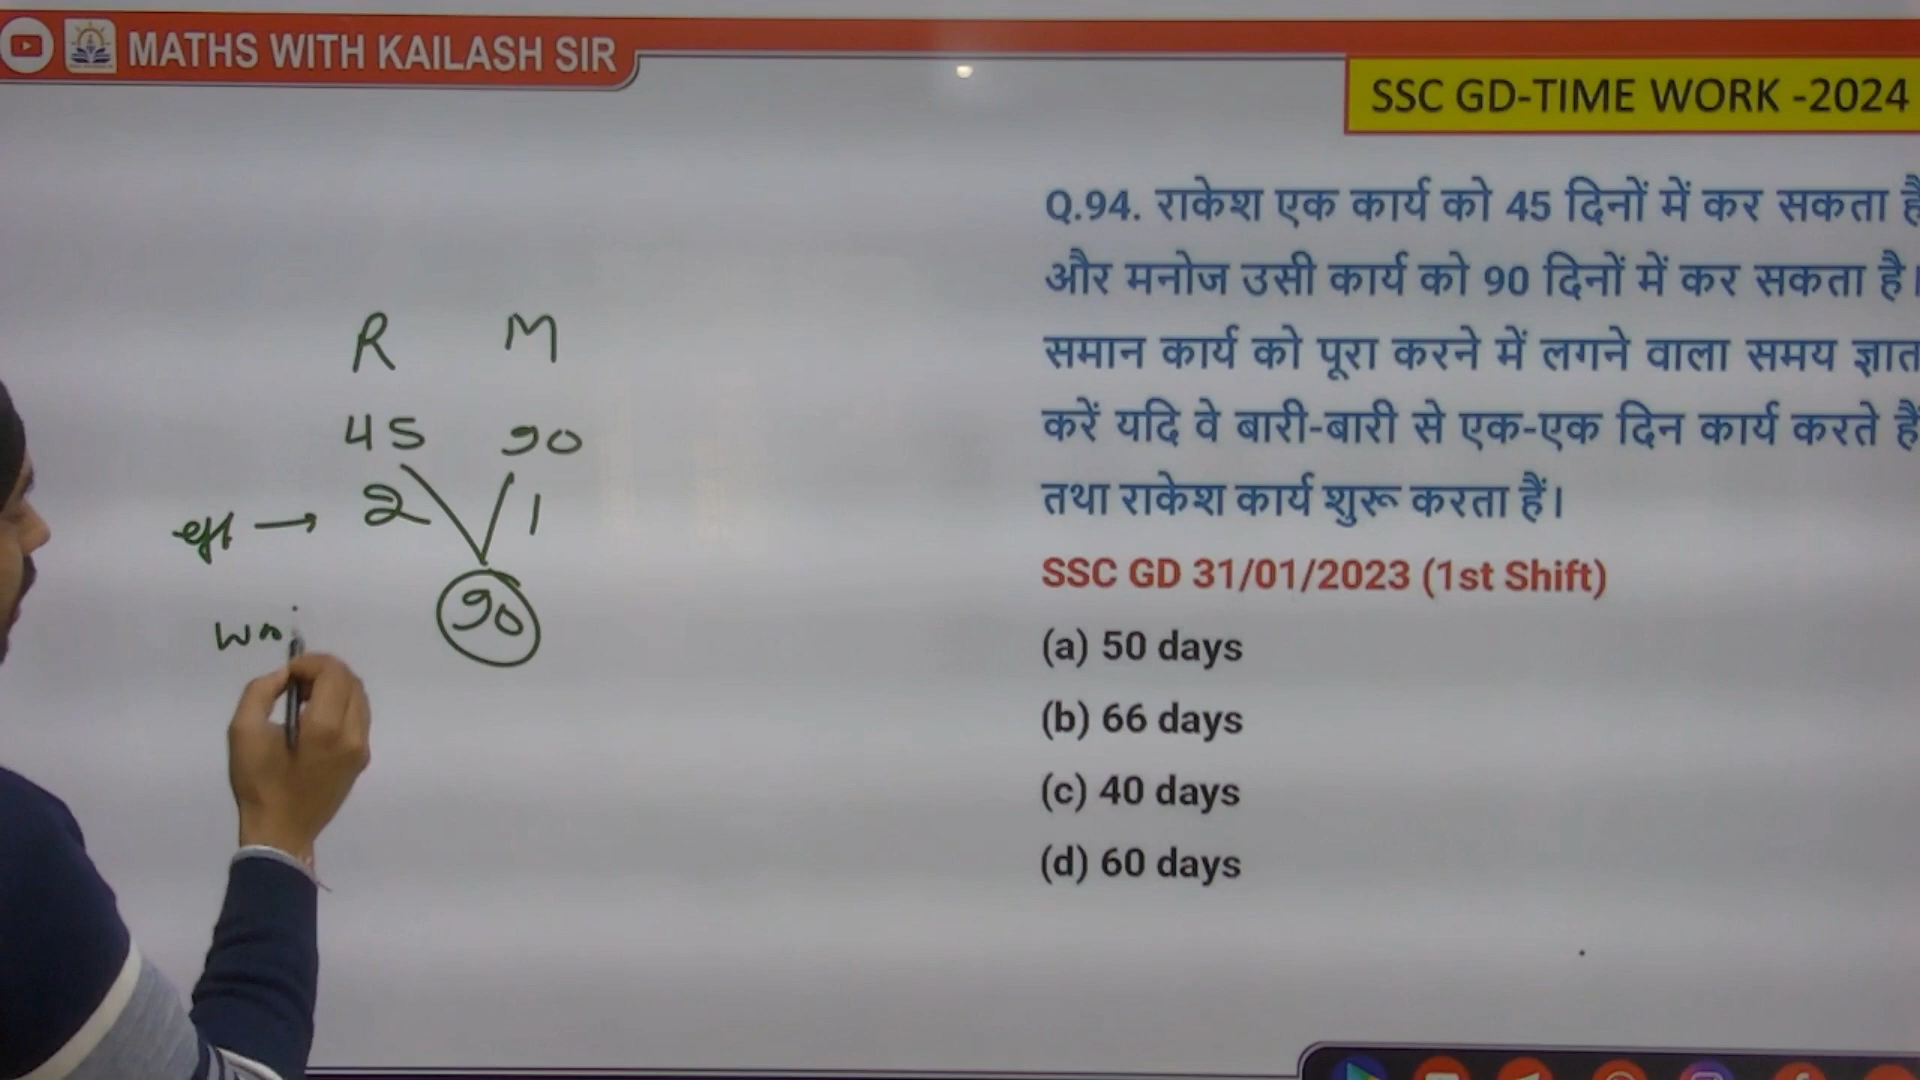 MATHS WITH KAILASH SIR
SSC GD-TIME WORK -2024
Q.94. राकेश एक कार्य को 45 दिनों में कर सकता है
और मनोज उसी कार्य को 90 दिनों में कर सकता है।
समान कार्य को पूरा करने में लगने वाला समय ज्ञात
करें यदि वे बारी-बारी से एक-एक दिन कार्य करते हैं
तथा राकेश कार्य शुरू करता हैं।
SSC GD 31/01/2023 (1st Shift)
(a) 50 days
(b) 66 days
(c) 40 days
(d) 60 days
R M
45 90
eff → 2 1
90